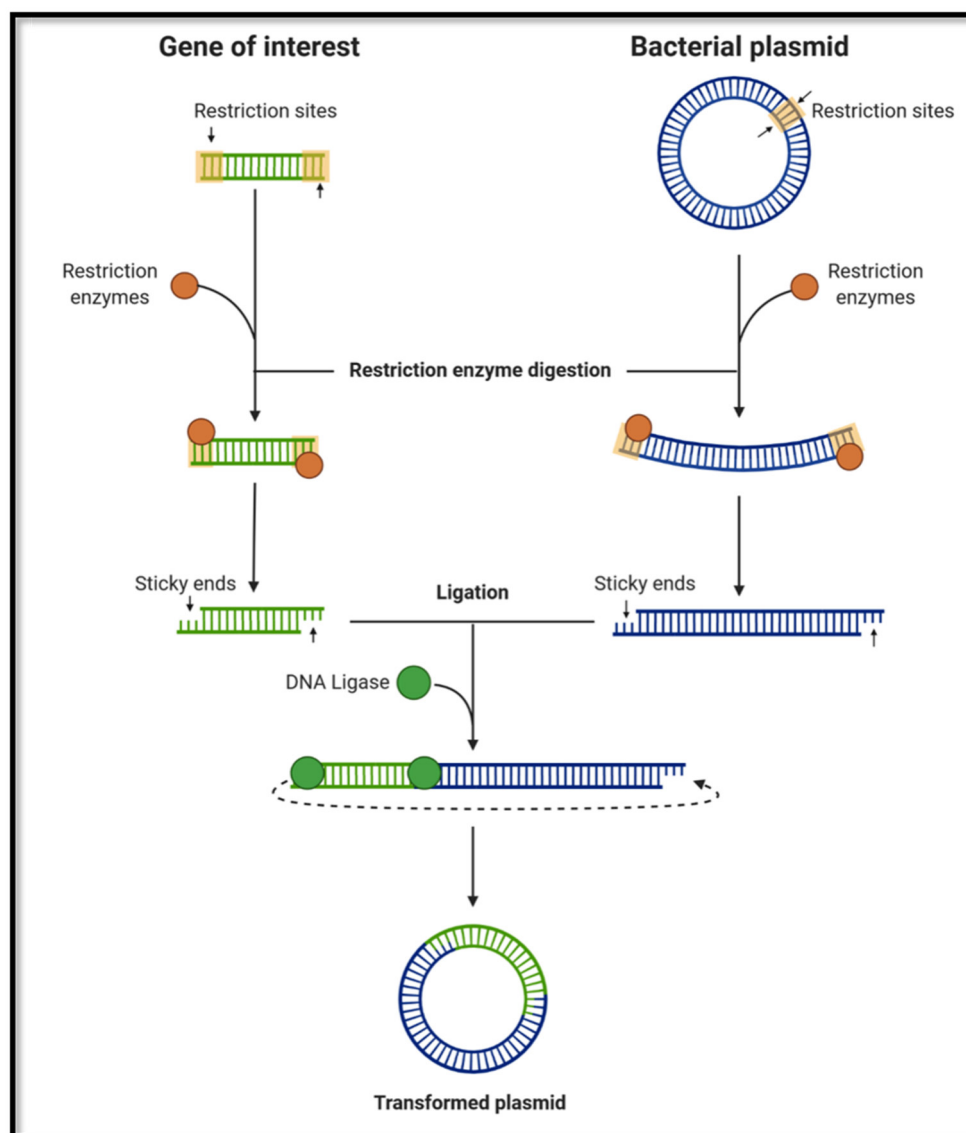 Gene of interest
Bacterial plasmid
Restriction sites
Restriction sites
Restriction
enzymes
Restriction
enzymes
Restriction enzyme digestion
Sticky ends
Sticky ends
Ligation
DNA Ligase
Transformed plasmid